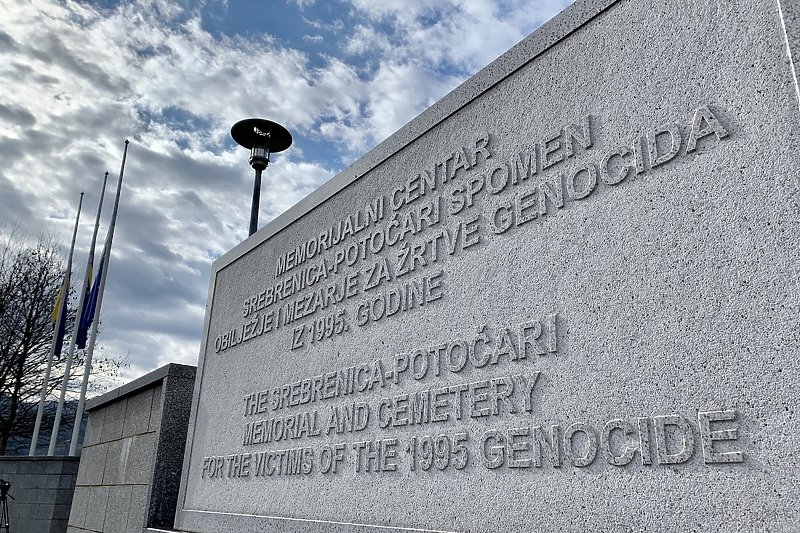 MEMORIJALNI CENTAR
SREBRENICA-POTOČARI SPOMEN
OBILJEŽJE I MEZARJE ZA ŽRTVE GENOCIDA
IZ 1995. GODINE
THE SREBRENICA-POTOČARI
MEMORIAL AND CEMETERY
FOR THE VICTIMS OF THE 1995 GENOCIDE